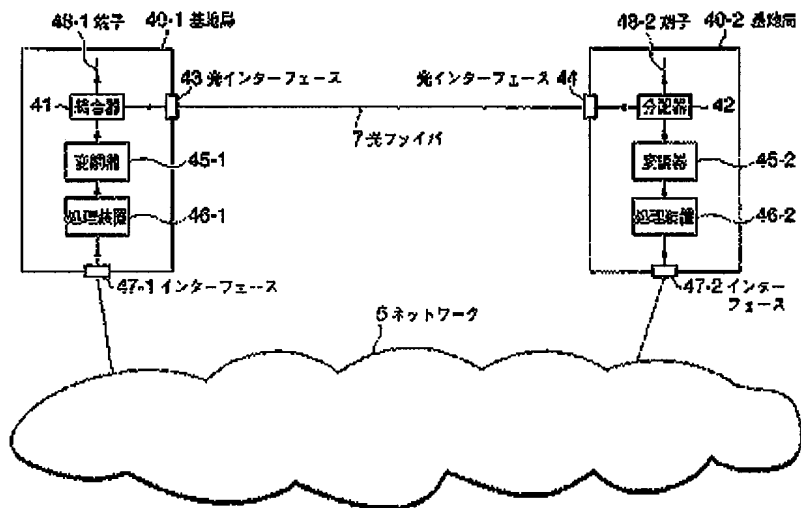 48-1 端子
40-1 基地局
48-2 端子
40-2 基地局
43 光インターフェース
光インターフェース 44
41
結合器
分配器
42
7 光ファイバ
変調器
45-1
変調器
45-2
処理装置
46-1
処理装置
46-2
47-1 インターフェース
47-2 インター
フェース
6 ネットワーク